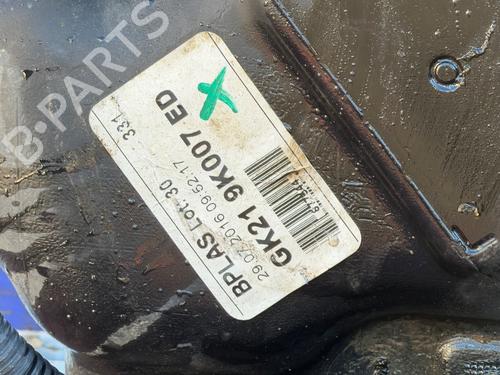 B-PARTS
331
BPLAS Lot: 30
29.02.2016 09:52:17
GK21 9K007 ED